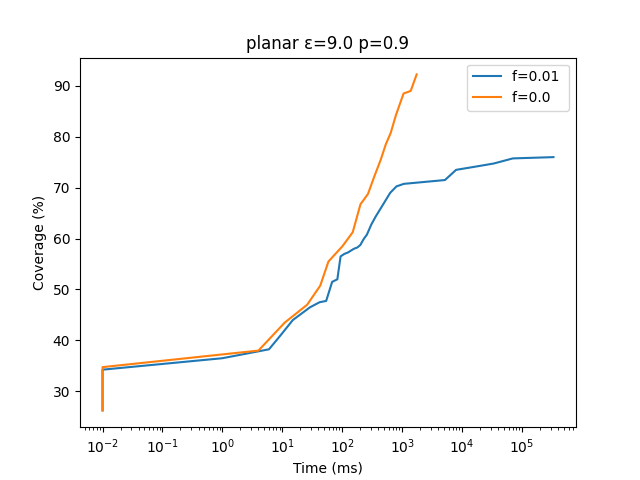 planar ε=9.0 p=0.9
f=0.01
f=0.0
Coverage (%)
90
80
70
60
50
40
30
10⁻² 10⁻¹ 10⁰ 10¹ 10² 10³ 10⁴ 10⁵
Time (ms)